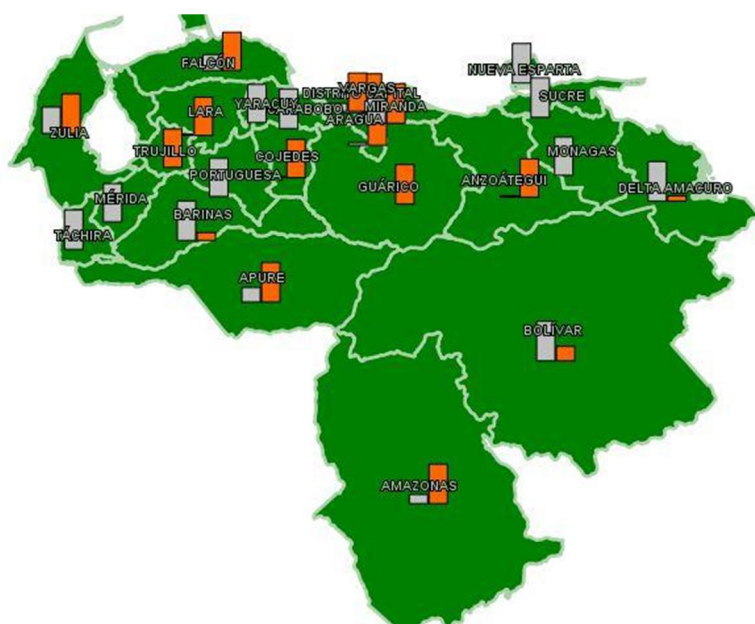 FALCÓN
NUEVA ESPARTA
VARGAS
DISTRITO CAPITAL
SUCRE
YARACUY
CARABOBO
MIRANDA
LARA
ARAGUA
ZULIA
TRUJILLO
COJEDES
MONAGAS
PORTUGUESA
GUÁRICO
ANZOÁTEGUI
DELTA AMACURO
MÉRIDA
BARINAS
TÁCHIRA
APURE
BOLÍVAR
AMAZONAS